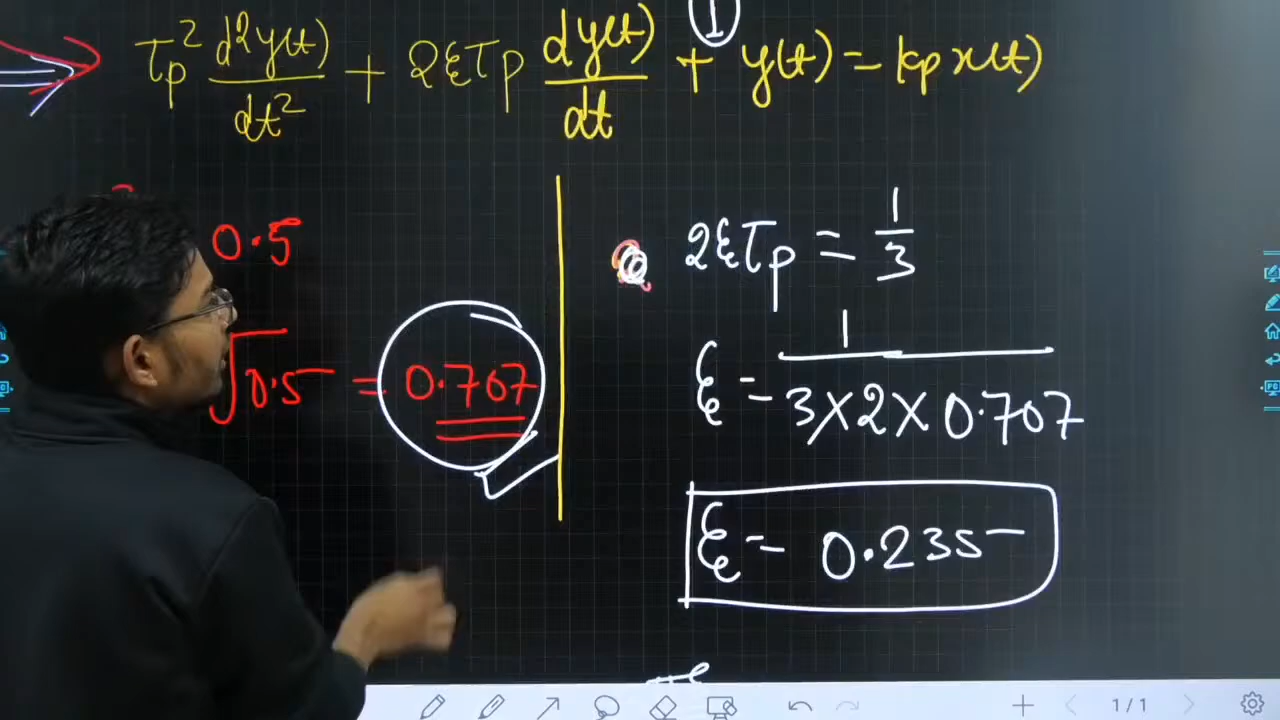 τp² d²y(t)/dt² + 2ξτp dy(t)/dt + y(t) = kp x(t)
1
0.5
√0.5 = 0.707
Q 2ξτp = 1/3
ξ = 1/(3×2×0.707)
ξ = 0.235
1/1